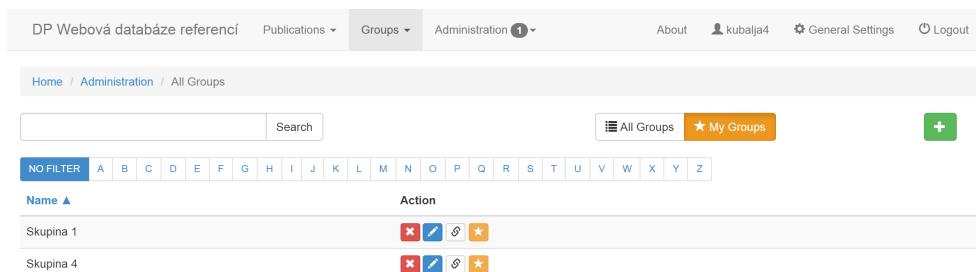 DP Webová databáze referencí Publications Groups Administration 1 About kubalja4 General Settings Logout
Home / Administration / All Groups
Search All Groups My Groups
NO FILTER A B C D E F G H I J K L M N O P Q R S T U V W X Y Z
Name Action
Skupina 1
Skupina 4